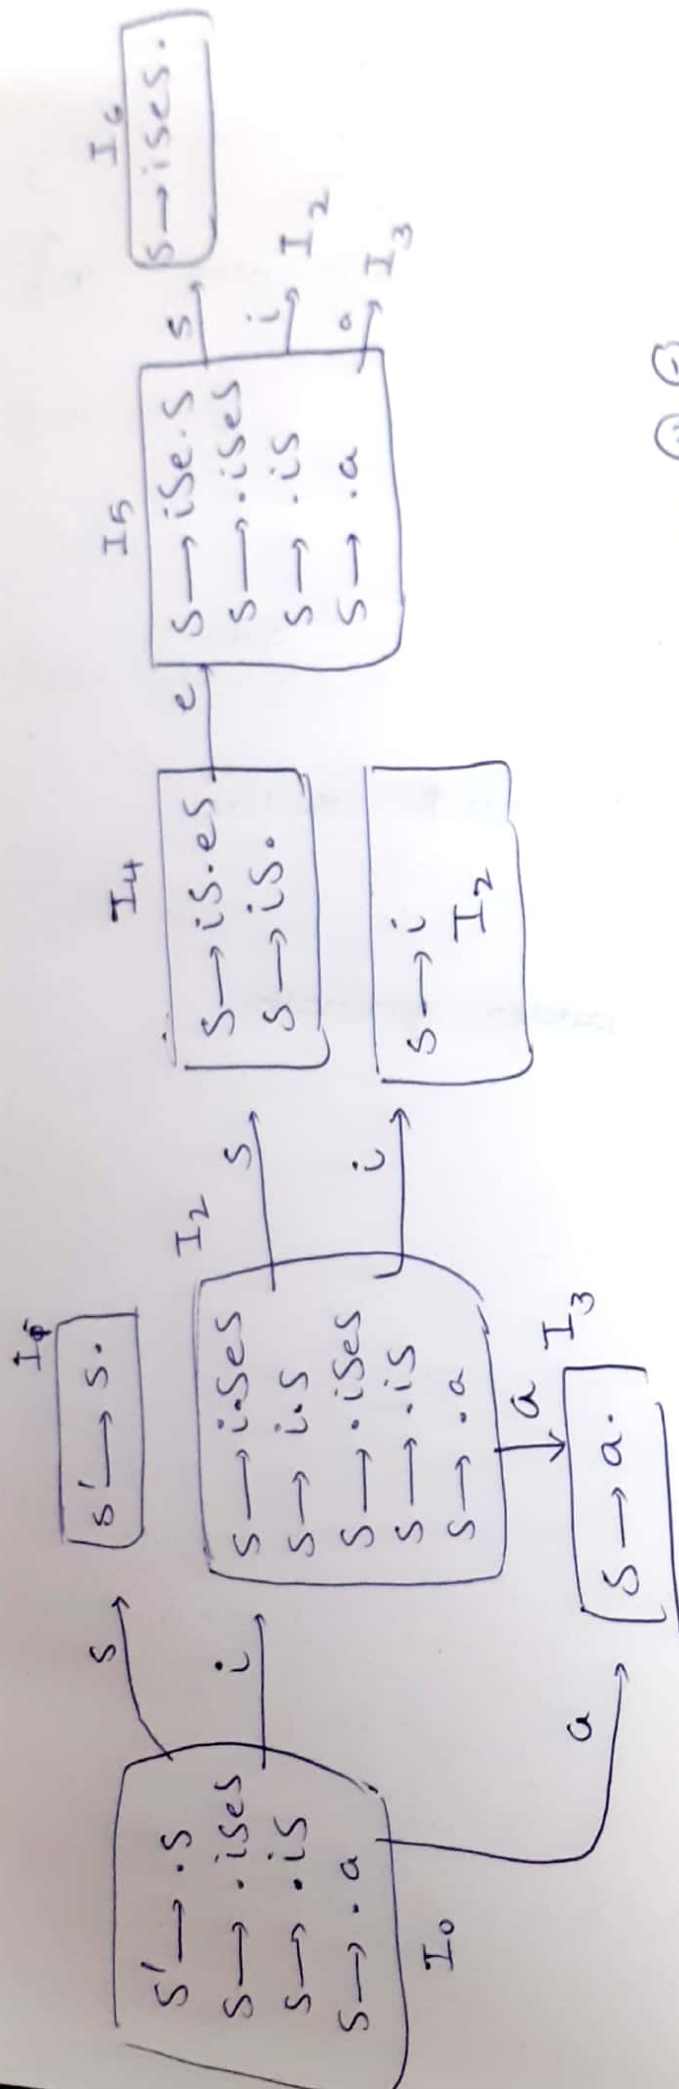 S' → .S
S → .iSeS
S → .iS
S → .a
I0
S
i
a
S' → S.
I2
S → i.SeS
S → i.S
S → .iSeS
S → .iS
S → .a
S
i
a
I3
S → a.
I4
S → iS.eS
S → iS.
S → i
I2
e
I5
S → iSe.S
S → .iSeS
S → .iS
S → .a
S
i
I2
I3
I6
S → iSeS.